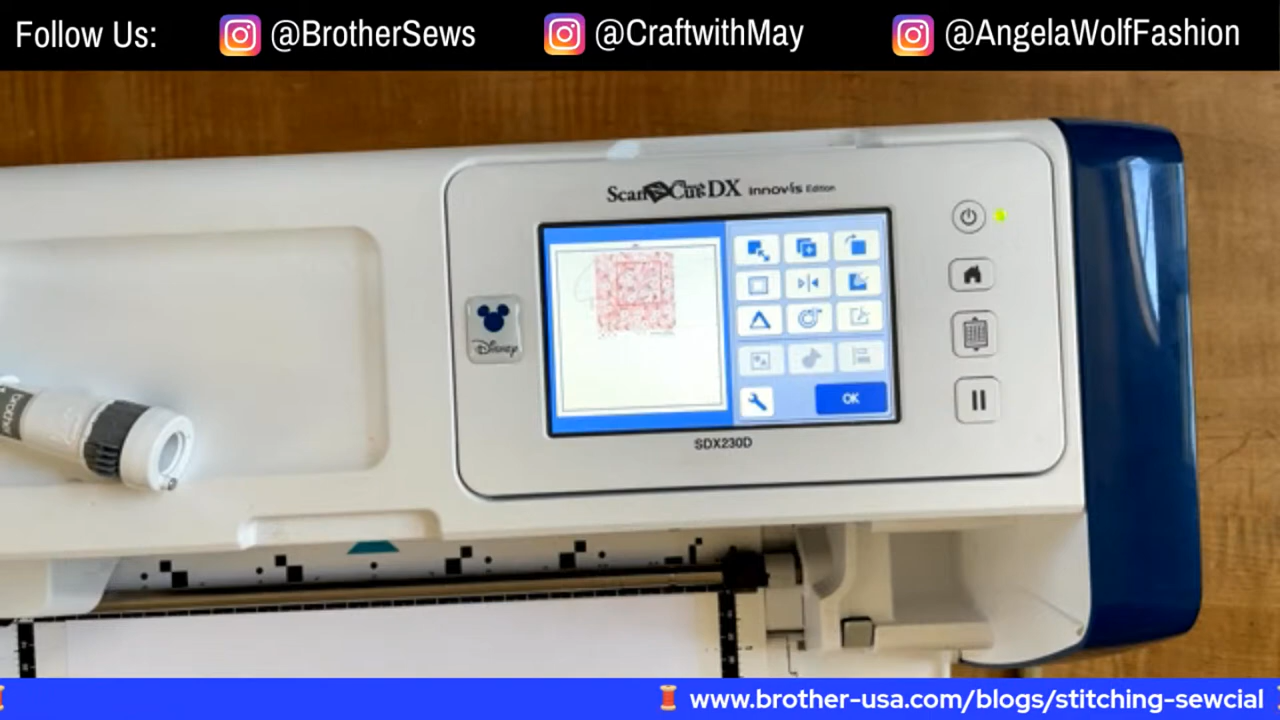 Follow Us: @BrotherSews @CraftwithMay @AngelaWolfFashion
ScanNCut DX Innov-ís Edition
Disney
OK
SDX230D
brother
www.brother-usa.com/blogs/stitching-sewcial